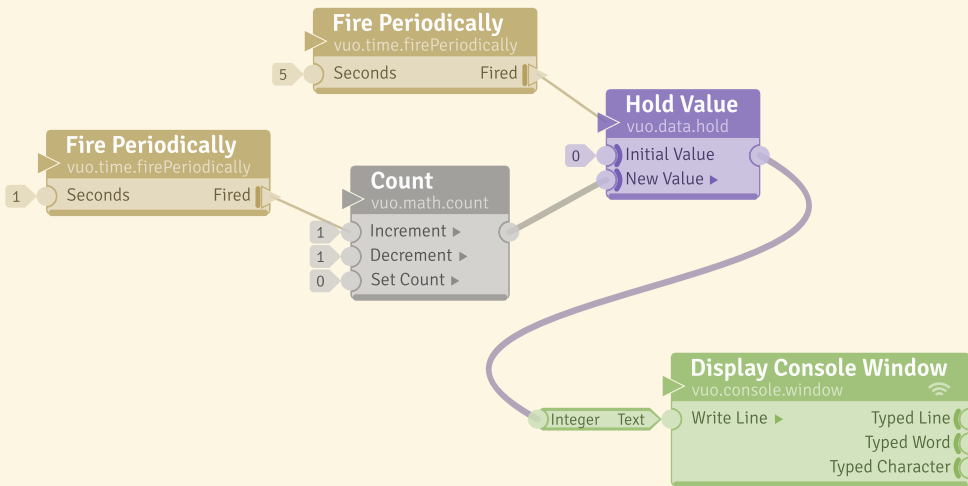 Fire Periodically
vuo.time.firePeriodically
5 Seconds Fired
Hold Value
vuo.data.hold
0 Initial Value
New Value
Fire Periodically
vuo.time.firePeriodically
1 Seconds Fired
Count
vuo.math.count
1 Increment
1 Decrement
0 Set Count
Display Console Window
vuo.console.window
Integer Text Write Line Typed Line
Typed Word
Typed Character